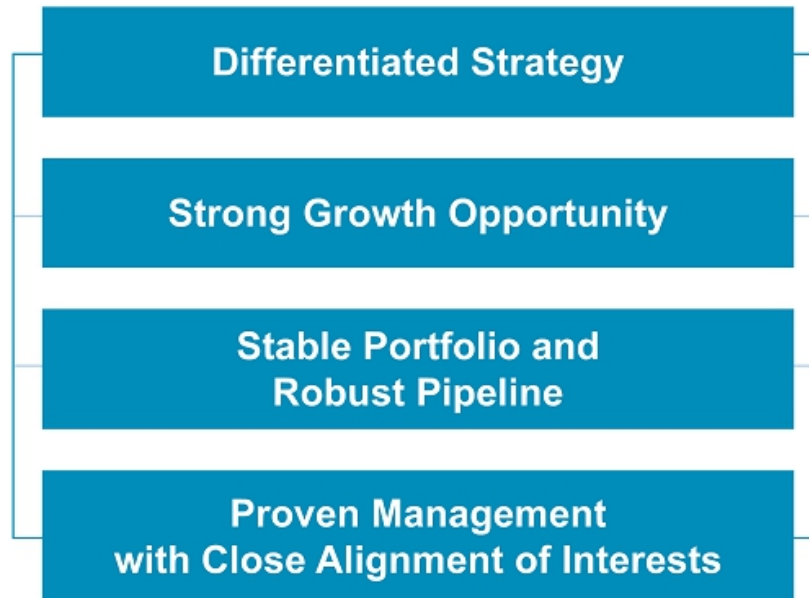 Differentiated Strategy
Strong Growth Opportunity
Stable Portfolio and
Robust Pipeline
Proven Management
with Close Alignment of Interests